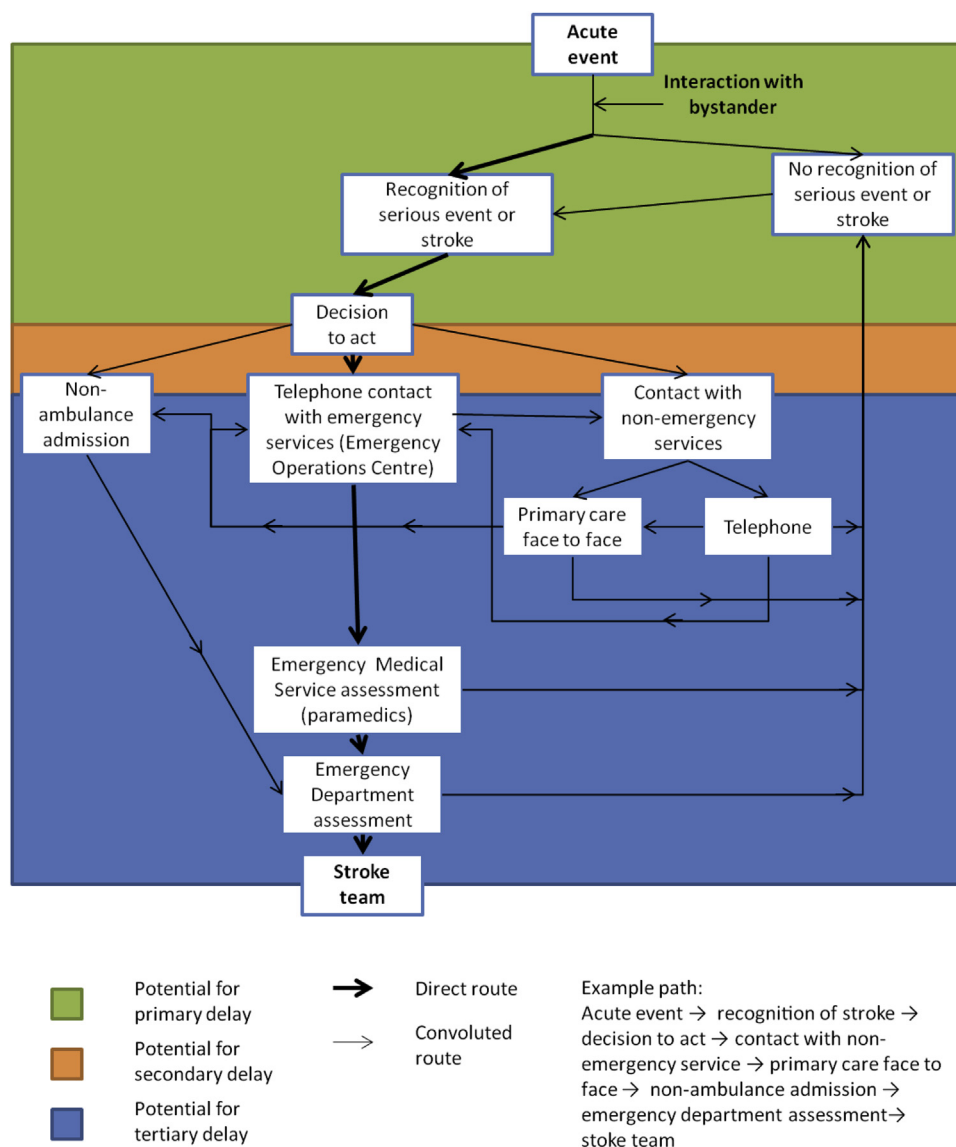 Acute
event
Interaction with
bystander
No recognition of
serious event or
stroke
Recognition of
serious event or
stroke
Decision
to act
Non-
ambulance
admission
Telephone contact
with emergency
services (Emergency
Operations Centre)
Contact with
non-emergency
services
Primary care
face to face
Telephone
Emergency Medical
Service assessment
(paramedics)
Emergency
Department
assessment
Stroke
team
Potential for
primary delay
Potential for
secondary delay
Potential for
tertiary delay
Direct route
Convoluted
route
Example path:
Acute event → recognition of stroke →
decision to act → contact with non-
emergency service → primary care face to
face → non-ambulance admission →
emergency department assessment→
stoke team